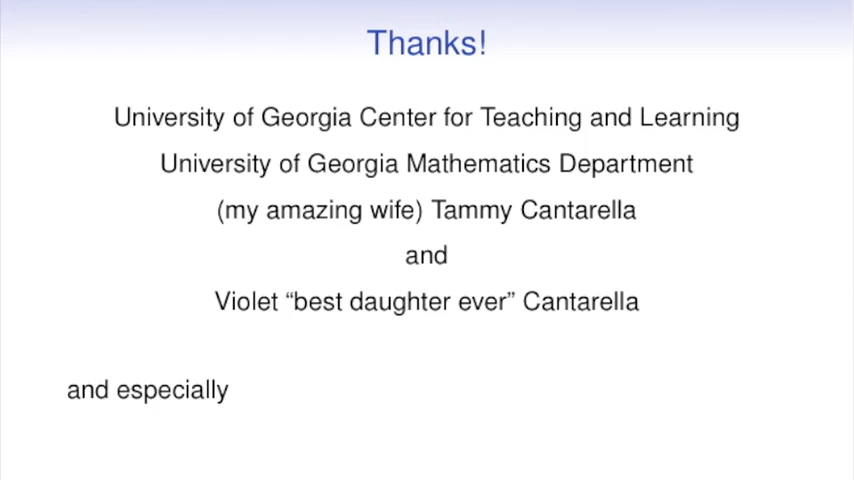 Thanks!
University of Georgia Center for Teaching and Learning
University of Georgia Mathematics Department
(my amazing wife) Tammy Cantarella
and
Violet “best daughter ever” Cantarella
and especially